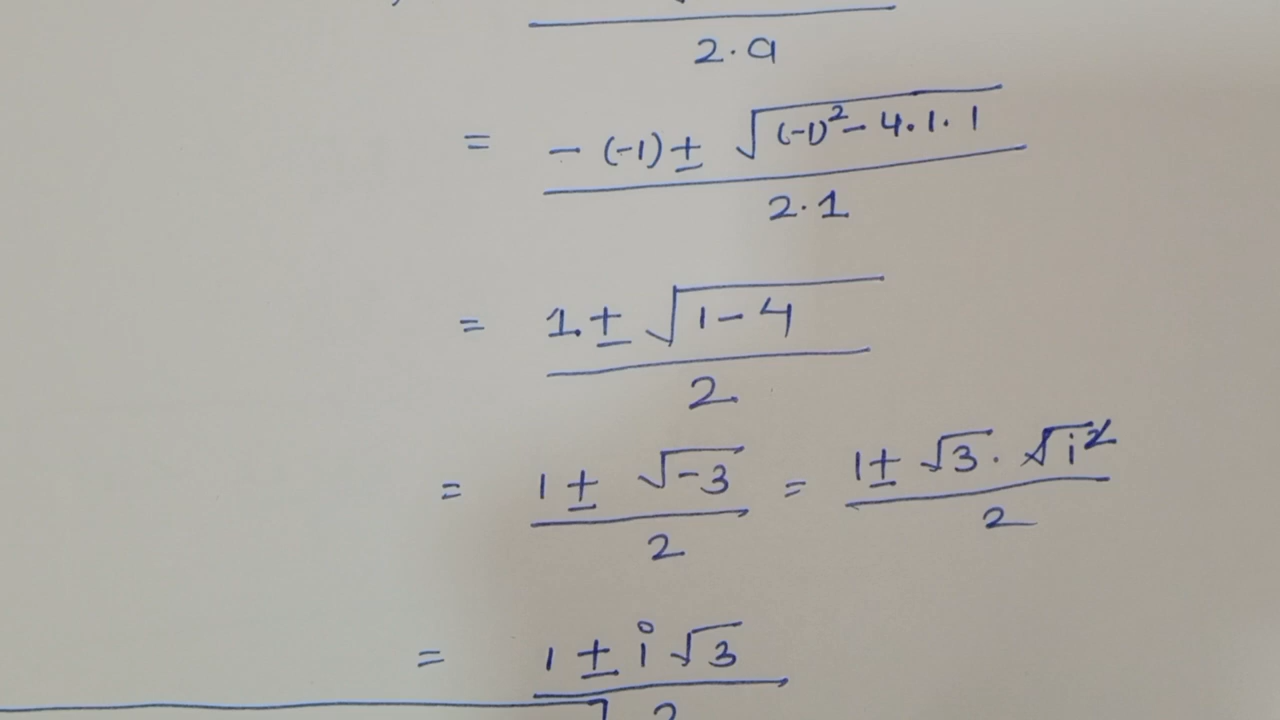 2·a
= -(-1) ± √((-1)² - 4·1·1)
2·1
= 1 ± √(1-4)
2
= 1 ± √-3 / 2 = 1 ± √3 · √i² / 2
= 1 ± i√3
2